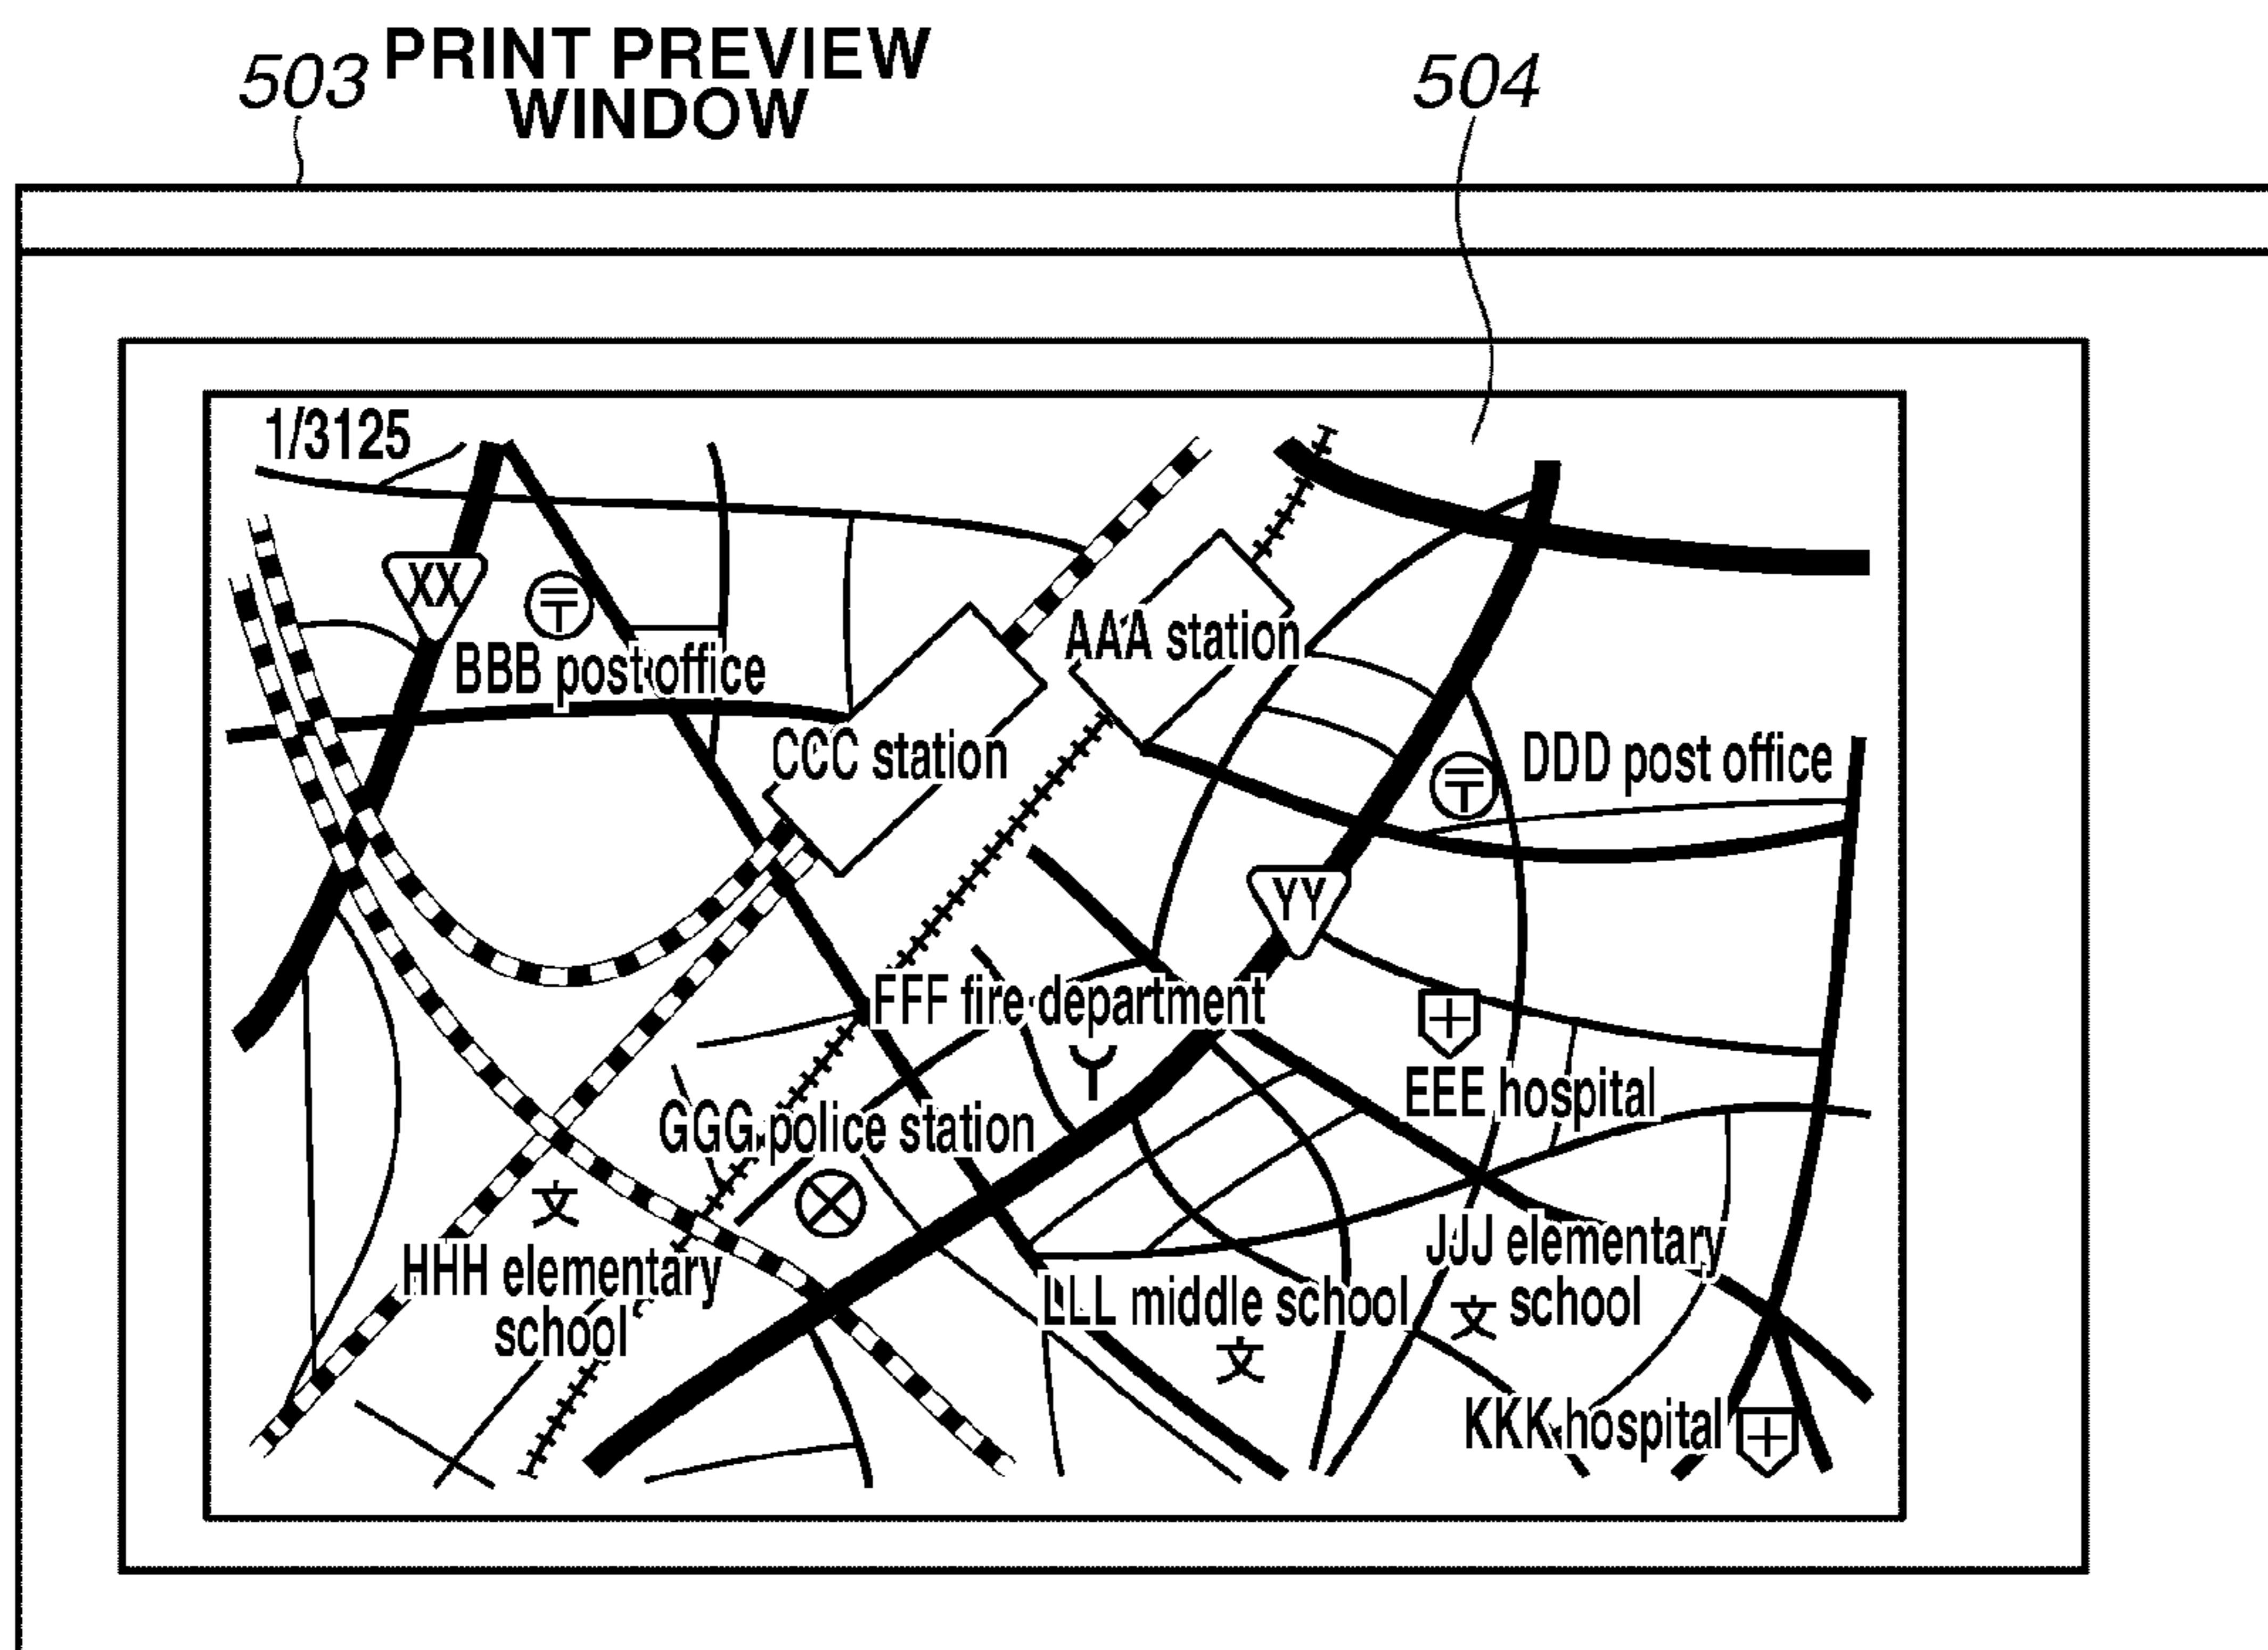 503 PRINT PREVIEW
WINDOW
504
1/3125
XX
BBB post office
AAA station
CCC station
DDD post office
YY
FFF fire department
EEE hospital
GGG police station
文
HHH elementary
school
JJJ elementary
文 school
LLL middle school
文
KKK hospital